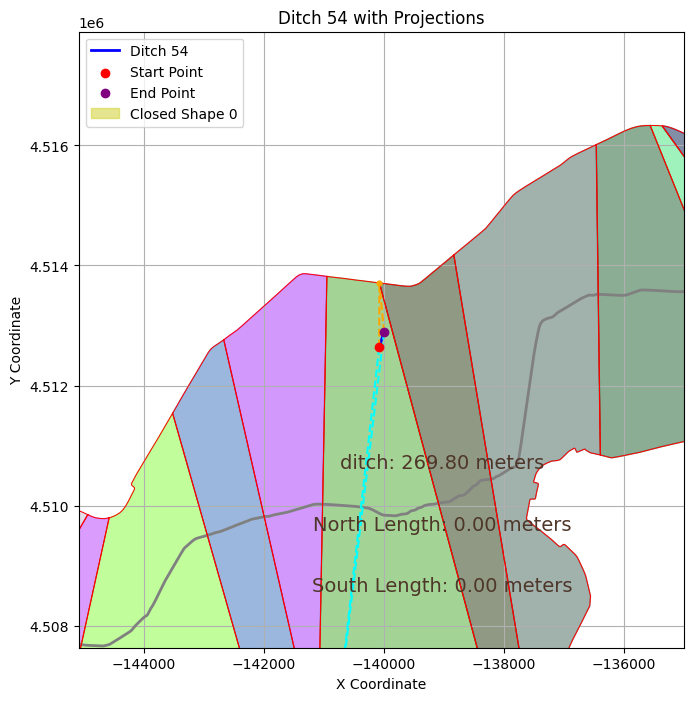 Ditch 54 with Projections
1e6
Ditch 54
Start Point
End Point
Closed Shape 0
4.516
4.514
4.512
4.510
4.508
Y Coordinate
ditch: 269.80 meters
North Length: 0.00 meters
South Length: 0.00 meters
−144000
−142000
−140000
−138000
−136000
X Coordinate